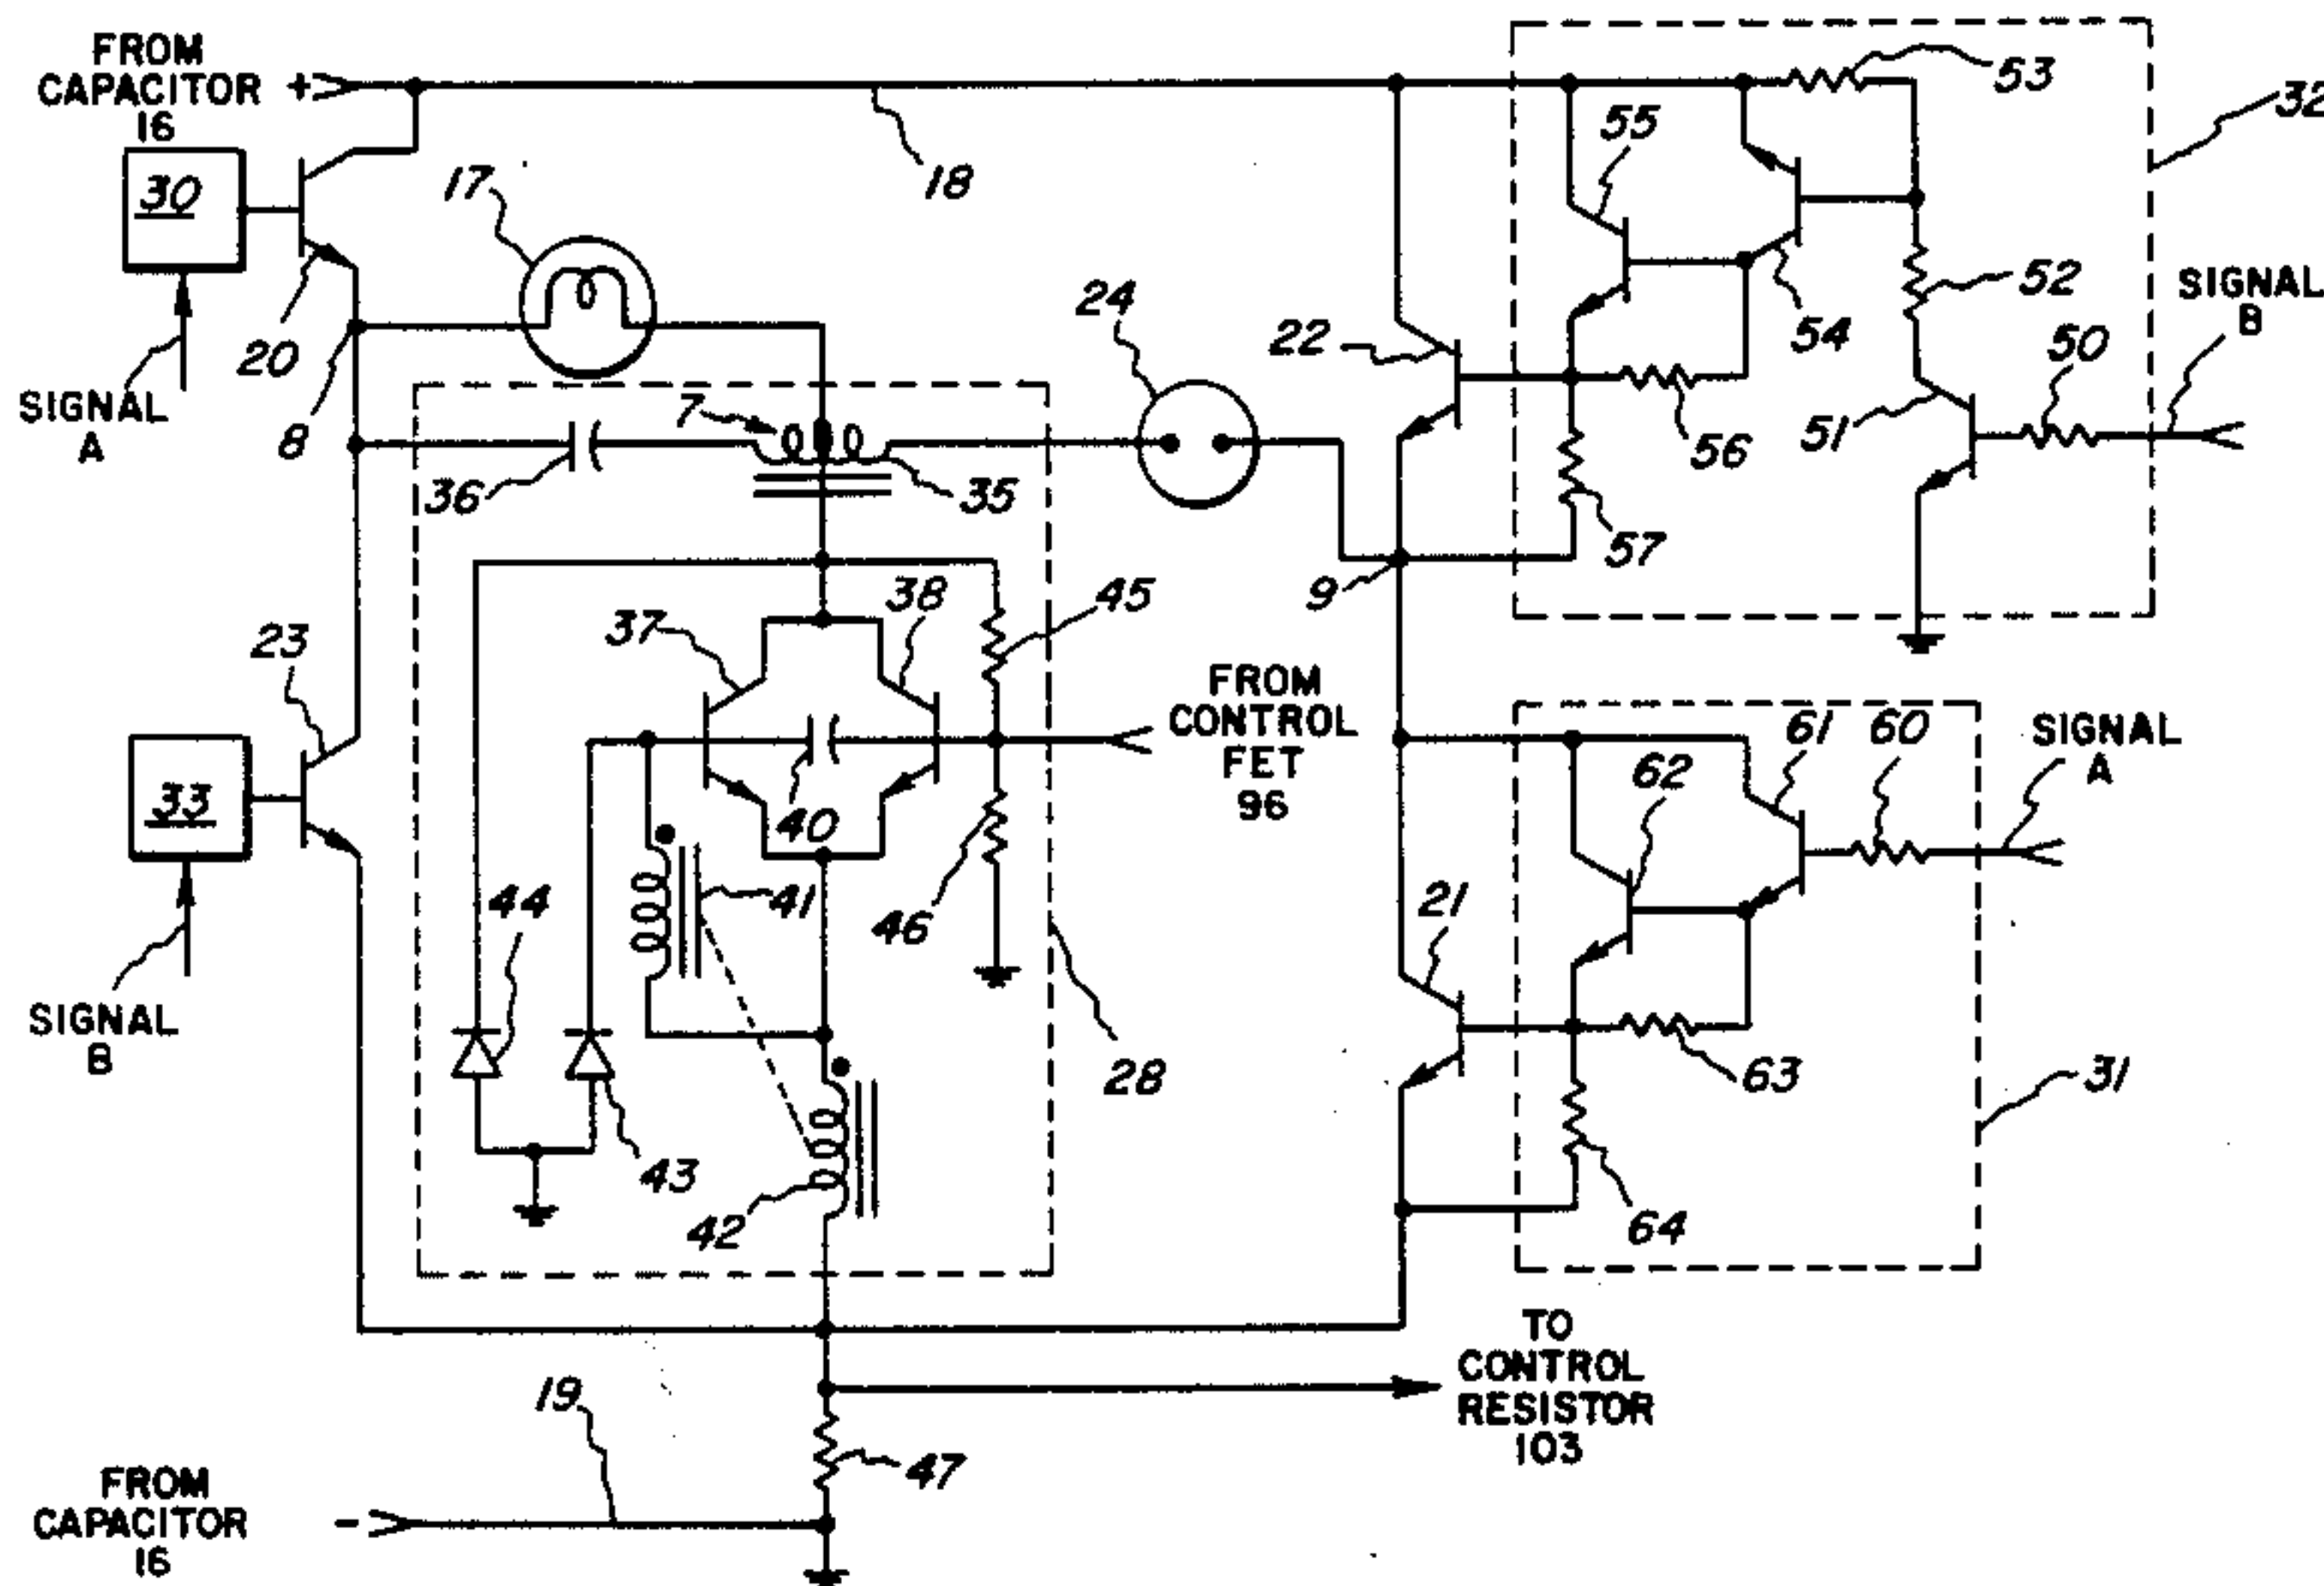 FROM
CAPACITOR +
16
53
32
55
30
17
18
54
52
SIGNAL
B
50
20
24
22
SIGNAL
A
8
7
51
56
36
35
57
9
45
38
37
23
FROM
CONTROL
FET
96
61
60
SIGNAL
A
62
33
40
44
41
46
21
SIGNAL
B
28
63
31
43
42
64
TO
CONTROL
RESISTOR
103
19
47
FROM
CAPACITOR -
16